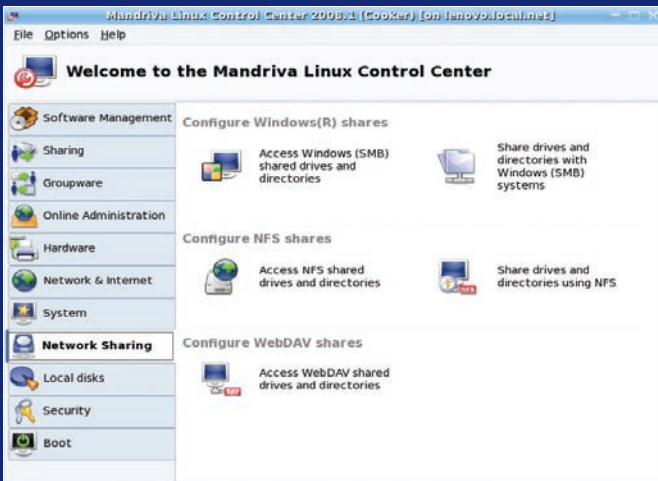 Mandriva Linux Control Center 2008.1 (Cooker) [on lenovo.local.net]
File Options Help
Welcome to the Mandriva Linux Control Center
Software Management
Sharing
Groupware
Online Administration
Hardware
Network & Internet
System
Network Sharing
Local disks
Security
Boot
Configure Windows(R) shares
Access Windows (SMB)
shared drives and
directories
Share drives and
directories with
Windows (SMB)
systems
Configure NFS shares
Access NFS shared
drives and directories
Share drives and
directories using NFS
NFS
Configure WebDAV shares
Access WebDAV shared
drives and directories
DAV